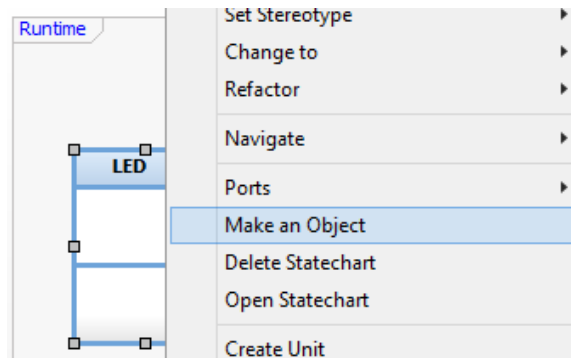 Runtime
LED
Set Stereotype
Change to
Refactor
Navigate
Ports
Make an Object
Delete Statechart
Open Statechart
Create Unit